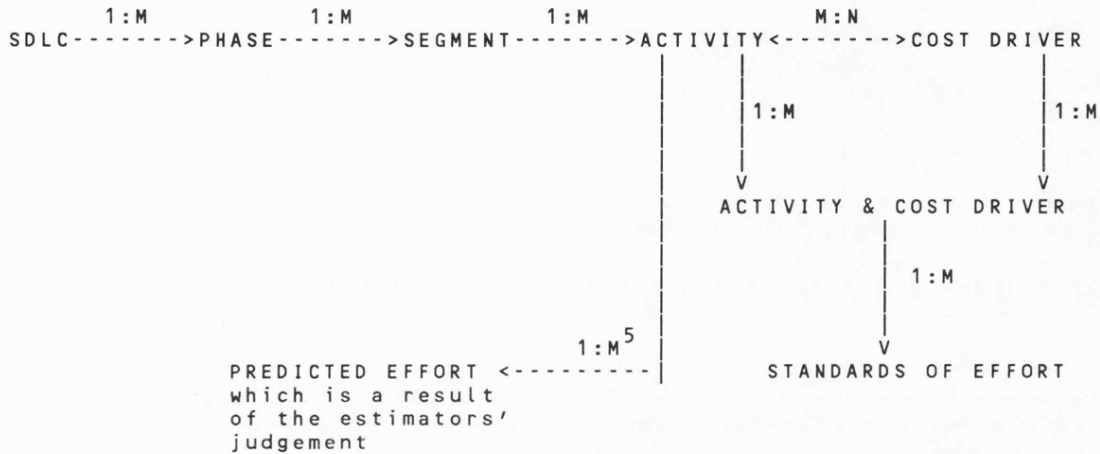 1:M 1:M 1:M M:N
SDLC------->PHASE------->SEGMENT------->ACTIVITY<------->COST DRIVER
1:M 1:M
ACTIVITY & COST DRIVER
1:M
1:M5
PREDICTED EFFORT <--------- STANDARDS OF EFFORT
which is a result
of the estimators'
judgement